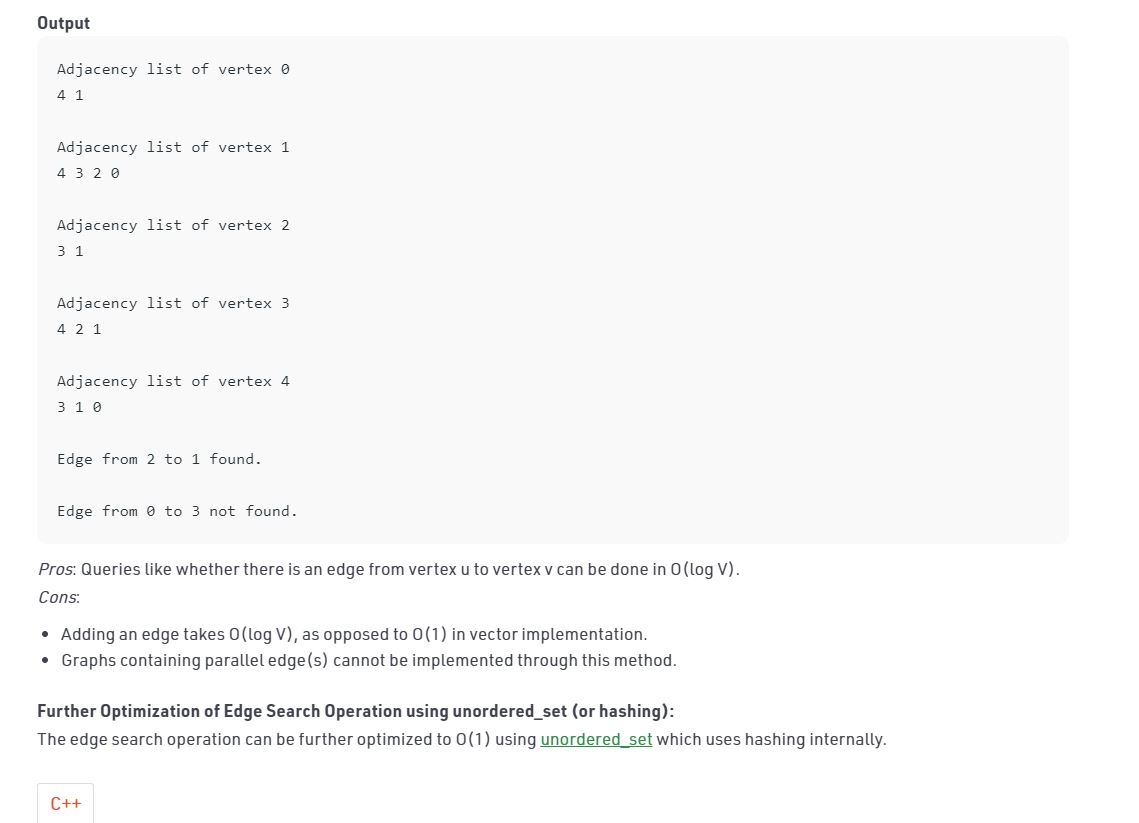 Output
Adjacency list of vertex 0
4 1
Adjacency list of vertex 1
4 3 2 0
Adjacency list of vertex 2
3 1
Adjacency list of vertex 3
4 2 1
Adjacency list of vertex 4
3 1 0
Edge from 2 to 1 found.
Edge from 0 to 3 not found.
Pros: Queries like whether there is an edge from vertex u to vertex v can be done in O(log V).
Cons:
• Adding an edge takes O(log V), as opposed to O(1) in vector implementation.
• Graphs containing parallel edge(s) cannot be implemented through this method.
Further Optimization of Edge Search Operation using unordered_set (or hashing):
The edge search operation can be further optimized to O(1) using unordered_set which uses hashing internally.
C++